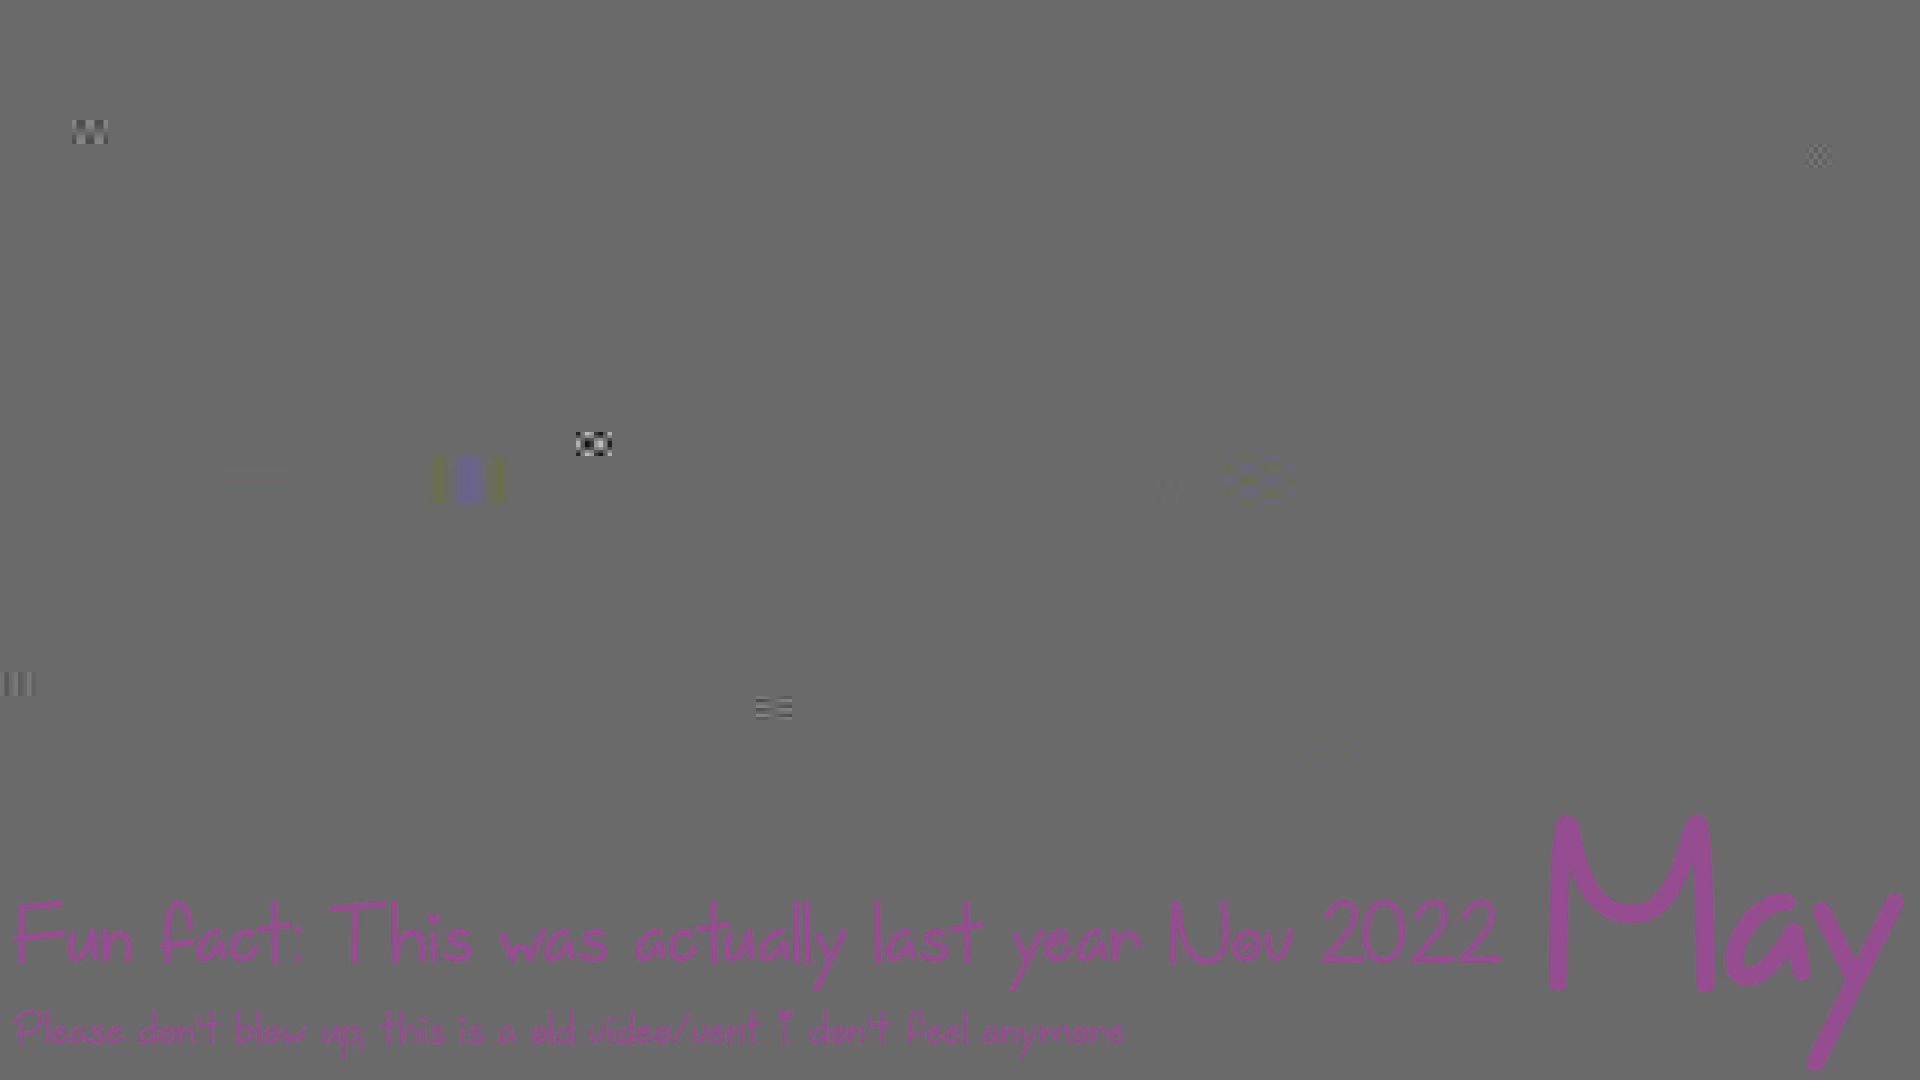 Fun fact: This was actually last year Nov 2022
May
Please don't blow up, this is a old video/vent i don't feel anymore